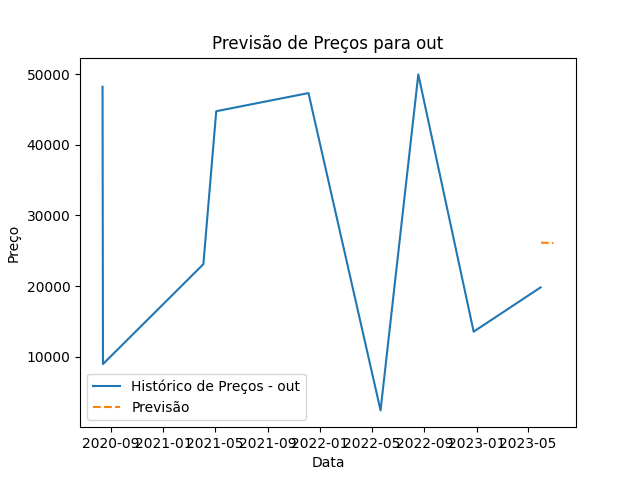 Previsão de Preços para out
Preço
50000
40000
30000
20000
10000
Histórico de Preços - out
Previsão
2020-09 2021-01 2021-05 2021-09 2022-01 2022-05 2022-09 2023-01 2023-05
Data